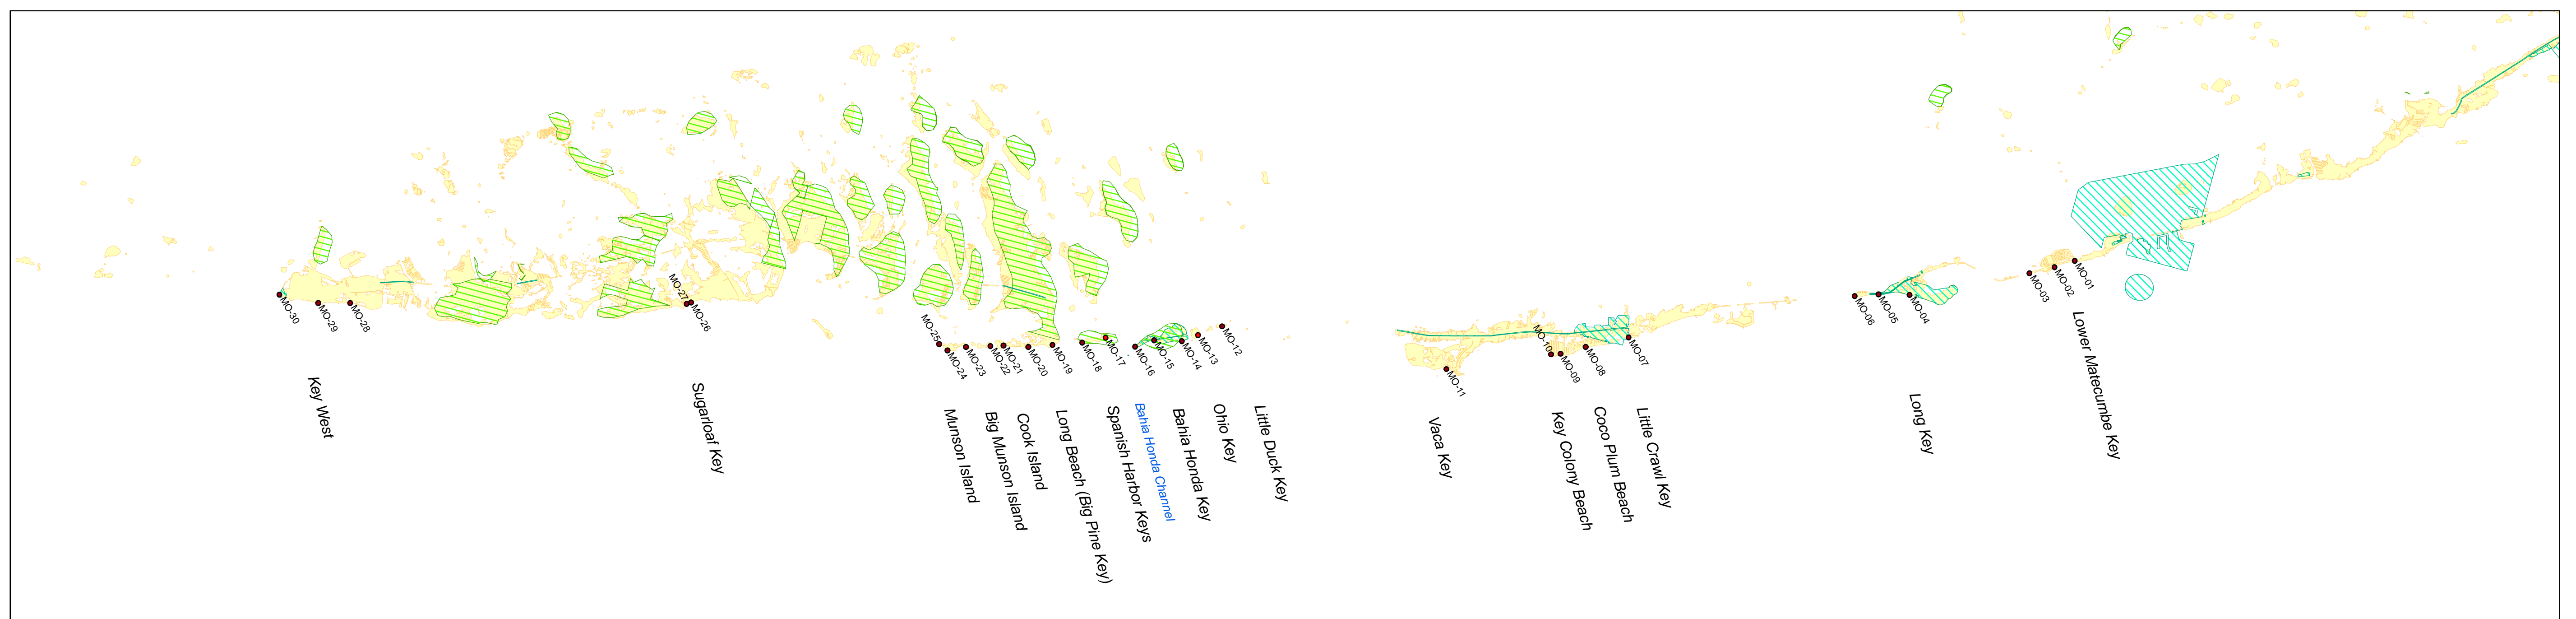 MO-30
MO-29
MO-28
MO-27
MO-26
MO-25
MO-24
MO-23
MO-22
MO-21
MO-20
MO-19
MO-18
MO-17
MO-16
MO-15
MO-14
MO-13
MO-12
MO-11
MO-10
MO-09
MO-08
MO-07
MO-06
MO-05
MO-04
MO-03
MO-02
MO-01
Key West
Sugarloaf Key
Munson Island
Big Munson Island
Cook Island
Long Beach (Big Pine Key)
Spanish Harbor Keys
Bahia Honda Channel
Bahia Honda Key
Ohio Key
Little Duck Key
Vaca Key
Key Colony Beach
Coco Plum Beach
Little Crawl Key
Long Key
Lower Matecumbe Key